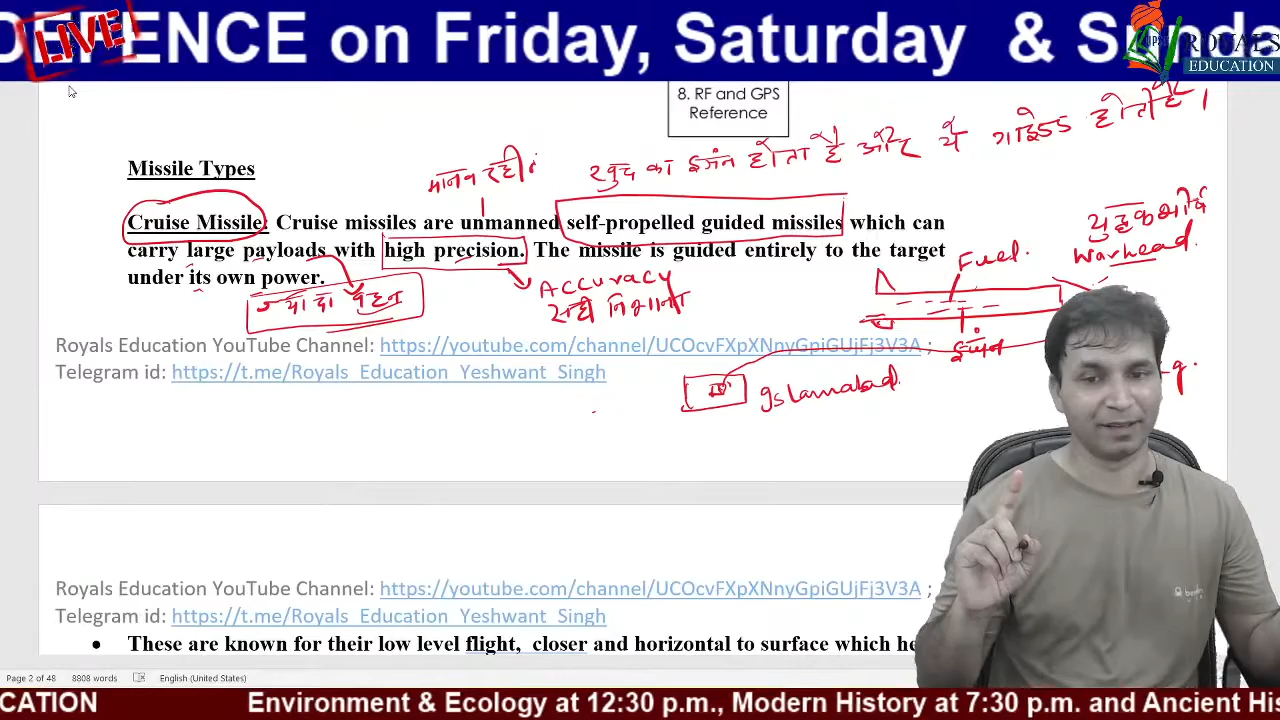 DEFENCE on Friday, Saturday & Sunda
LIVE
UPSC
ROYALS
EDUCATION
8. RF and GPS
Reference
खुद का इंजन होता है और ये गाइडेड होती है।
मानव रहित
Missile Types
Cruise Missile: Cruise missiles are unmanned self-propelled guided missiles which can
carry large payloads with high precision. The missile is guided entirely to the target
under its own power.
Warhead
Fuel
ज्यादा वहन
Accuracy
सही निशाना
इंजन
Islamabad
Royals Education YouTube Channel: https://youtube.com/channel/UCOcvFXpXNnyGpiGUjFj3V3A ;
Telegram id: https://t.me/Royals_Education_Yeshwant_Singh
Royals Education YouTube Channel: https://youtube.com/channel/UCOcvFXpXNnyGpiGUjFj3V3A ;
Telegram id: https://t.me/Royals_Education_Yeshwant_Singh
• These are known for their low level flight, closer and horizontal to surface which he
Page 2 of 48 8808 words English (United States)
CATION Environment & Ecology at 12:30 p.m., Modern History at 7:30 p.m. and Ancient His